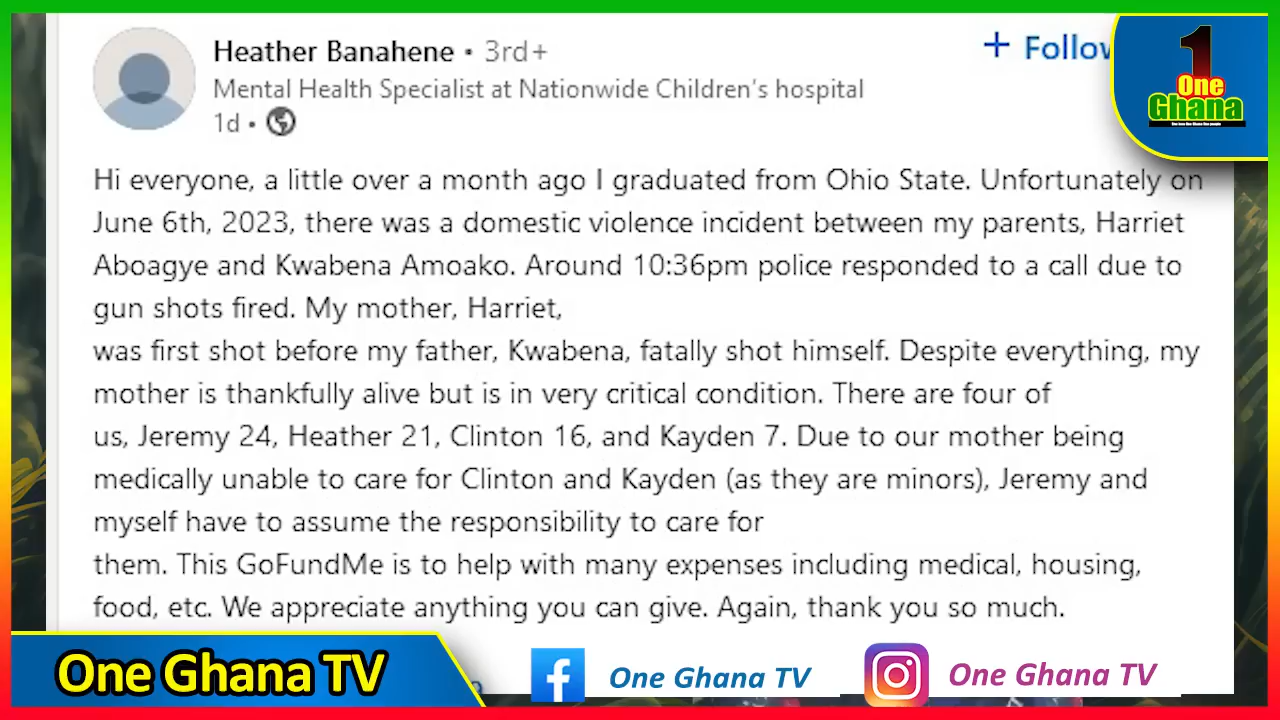 Heather Banahene • 3rd+
+ Follow
Mental Health Specialist at Nationwide Children's hospital
1d •
1
One
Ghana
Hi everyone, a little over a month ago I graduated from Ohio State. Unfortunately on
June 6th, 2023, there was a domestic violence incident between my parents, Harriet
Aboagye and Kwabena Amoako. Around 10:36pm police responded to a call due to
gun shots fired. My mother, Harriet,
was first shot before my father, Kwabena, fatally shot himself. Despite everything, my
mother is thankfully alive but is in very critical condition. There are four of
us, Jeremy 24, Heather 21, Clinton 16, and Kayden 7. Due to our mother being
medically unable to care for Clinton and Kayden (as they are minors), Jeremy and
myself have to assume the responsibility to care for
them. This GoFundMe is to help with many expenses including medical, housing,
food, etc. We appreciate anything you can give. Again, thank you so much.
One Ghana TV
One Ghana TV
One Ghana TV